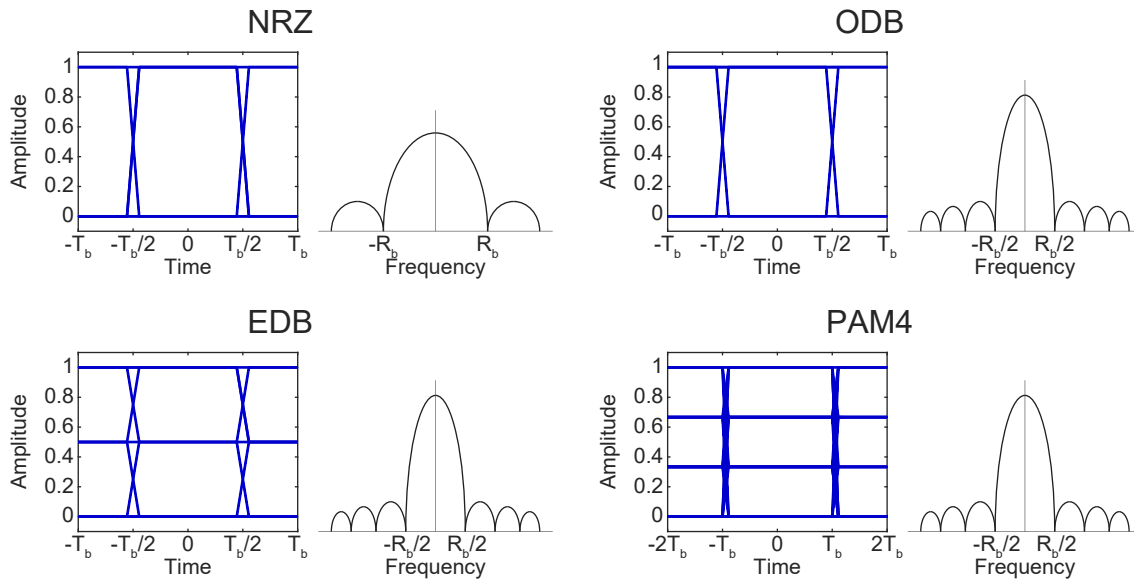 NRZ
1
0.8
0.6
0.4
0.2
0
Amplitude
-T_b -T_b/2 0 T_b/2 T_b
Time
-R_b R_b
Frequency
ODB
1
0.8
0.6
0.4
0.2
0
Amplitude
-T_b -T_b/2 0 T_b/2 T_b
Time
-R_b/2 R_b/2
Frequency
EDB
1
0.8
0.6
0.4
0.2
0
Amplitude
-T_b -T_b/2 0 T_b/2 T_b
Time
-R_b/2 R_b/2
Frequency
PAM4
1
0.8
0.6
0.4
0.2
0
Amplitude
-2T_b -T_b 0 T_b 2T_b
Time
-R_b/2 R_b/2
Frequency